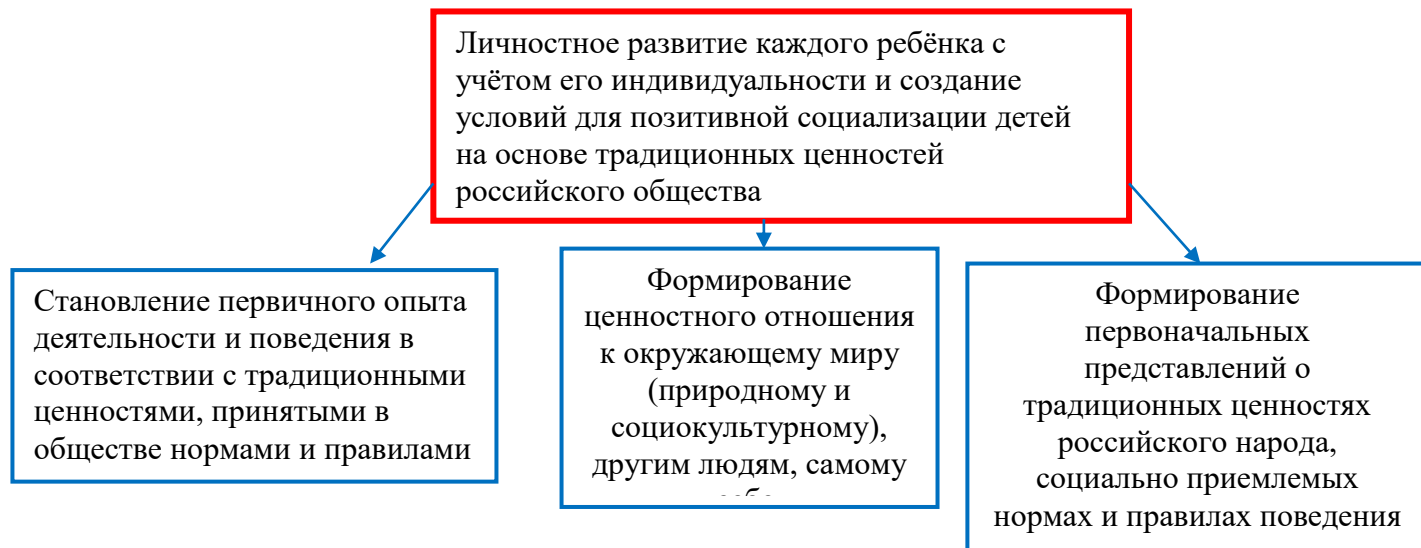 Личностное развитие каждого ребёнка с
учётом его индивидуальности и создание
условий для позитивной социализации детей
на основе традиционных ценностей
российского общества
Становление первичного опыта
деятельности и поведения в
соответствии с традиционными
ценностями, принятыми в
обществе нормами и правилами
Формирование
ценностного отношения
к окружающему миру
(природному и
социокультурному),
другим людям, самому
Формирование
первоначальных
представлений о
традиционных ценностях
российского народа,
социально приемлемых
нормах и правилах поведения